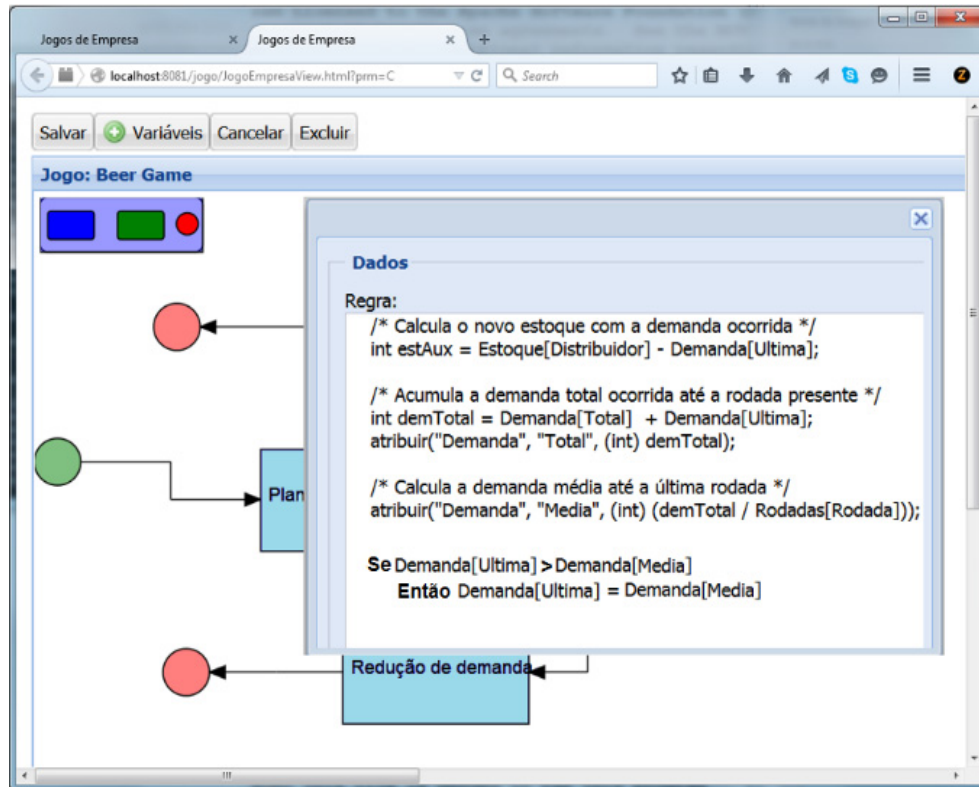 Jogos de Empresa × Jogos de Empresa × +
localhost:8081/jogo/JogoEmpresaView.html?prm=C Search
Salvar Variáveis Cancelar Excluir
Jogo: Beer Game
Dados
Regra:
/* Calcula o novo estoque com a demanda ocorrida */
int estAux = Estoque[Distribuidor] - Demanda[Ultima];
/* Acumula a demanda total ocorrida até a rodada presente */
int demTotal = Demanda[Total] + Demanda[Ultima];
atribuir("Demanda", "Total", (int) demTotal);
/* Calcula a demanda média até a última rodada */
atribuir("Demanda", "Media", (int) (demTotal / Rodadas[Rodada]));
Plan
Se Demanda[Ultima] > Demanda[Media]
Então Demanda[Ultima] = Demanda[Media]
Redução de demanda